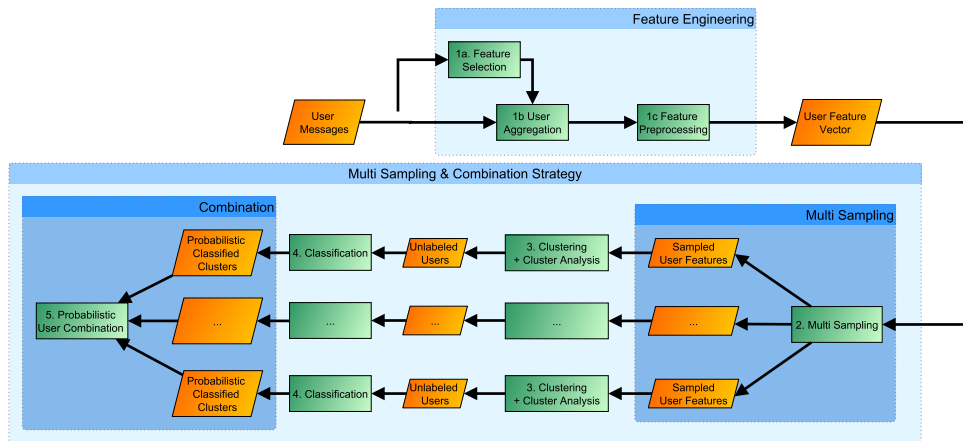 Feature Engineering
1a. Feature
Selection
User
Messages
1b User
Aggregation
1c Feature
Preprocessing
User Feature
Vector
Multi Sampling & Combination Strategy
Combination
Multi Sampling
Probabilistic
Classified
Clusters
4. Classification
Unlabeled
Users
3. Clustering
+ Cluster Analysis
Sampled
User Features
5. Probabilistic
User Combination
...
...
...
...
...
2. Multi Sampling
Probabilistic
Classified
Clusters
4. Classification
Unlabeled
Users
3. Clustering
+ Cluster Analysis
Sampled
User Features